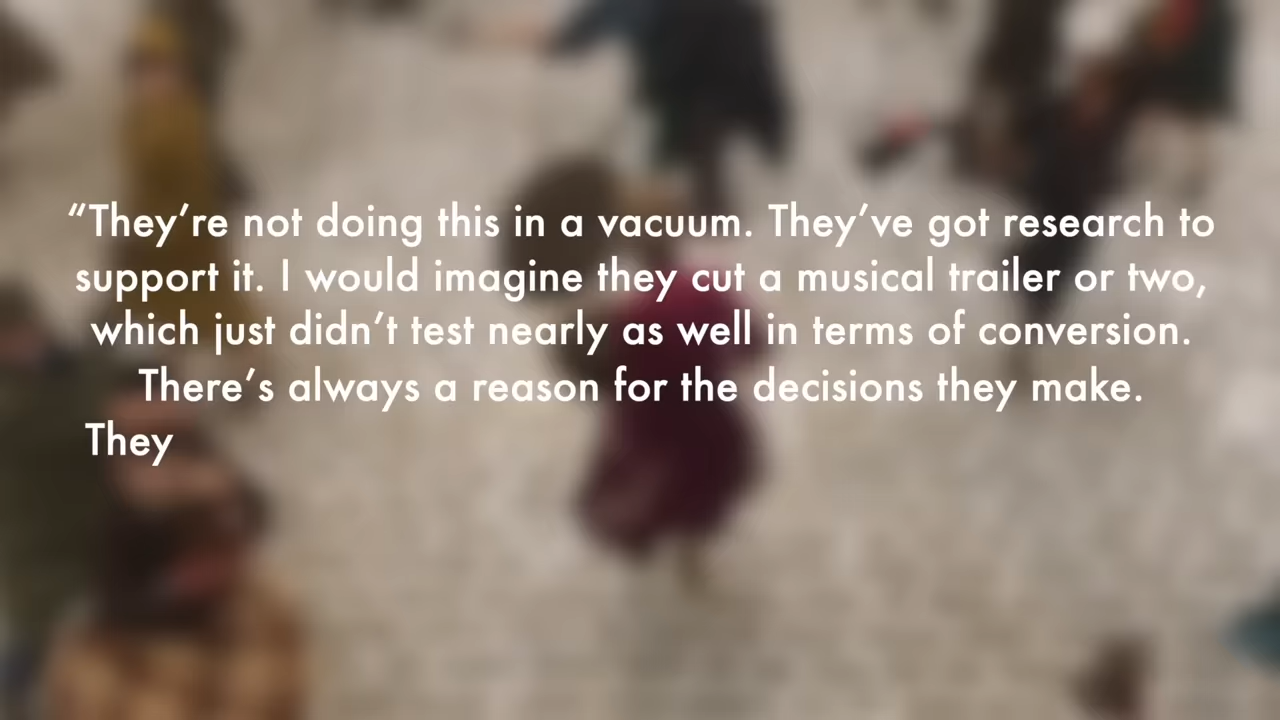 “They’re not doing this in a vacuum. They’ve got research to
support it. I would imagine they cut a musical trailer or two,
which just didn’t test nearly as well in terms of conversion.
There’s always a reason for the decisions they make.
They